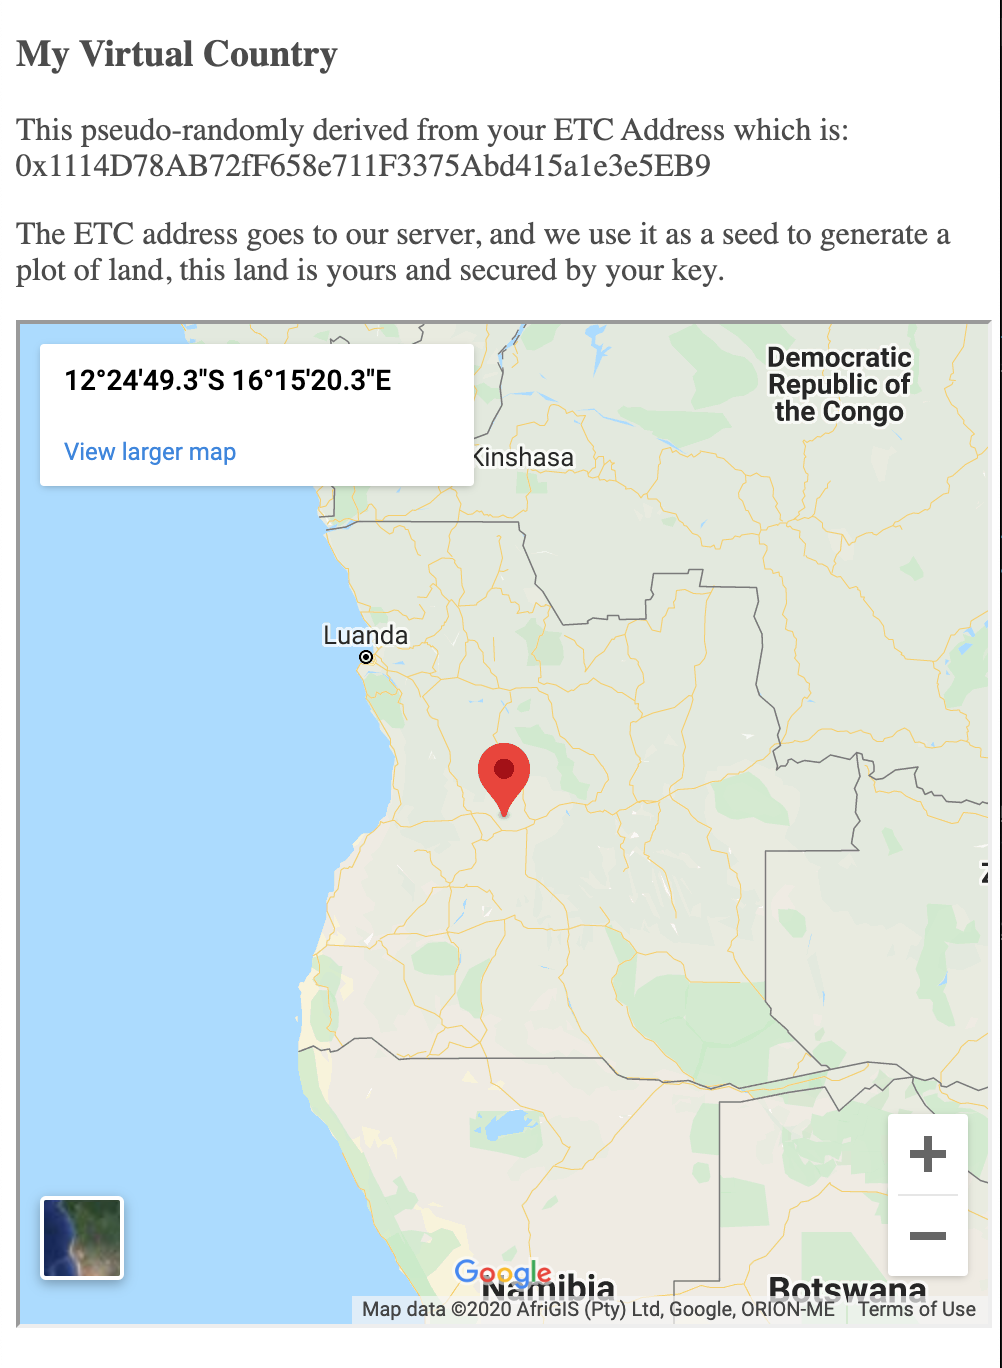 My Virtual Country
This pseudo-randomly derived from your ETC Address which is:
0x1114D78AB72fF658e711F3375Abd415a1e3e5EB9
The ETC address goes to our server, and we use it as a seed to generate a
plot of land, this land is yours and secured by your key.
12°24'49.3"S 16°15'20.3"E
View larger map
Democratic
Republic of
the Congo
Kinshasa
Luanda
Google
Namibia
Botswana
Map data ©2020 AfriGIS (Pty) Ltd, Google, ORION-ME
Terms of Use